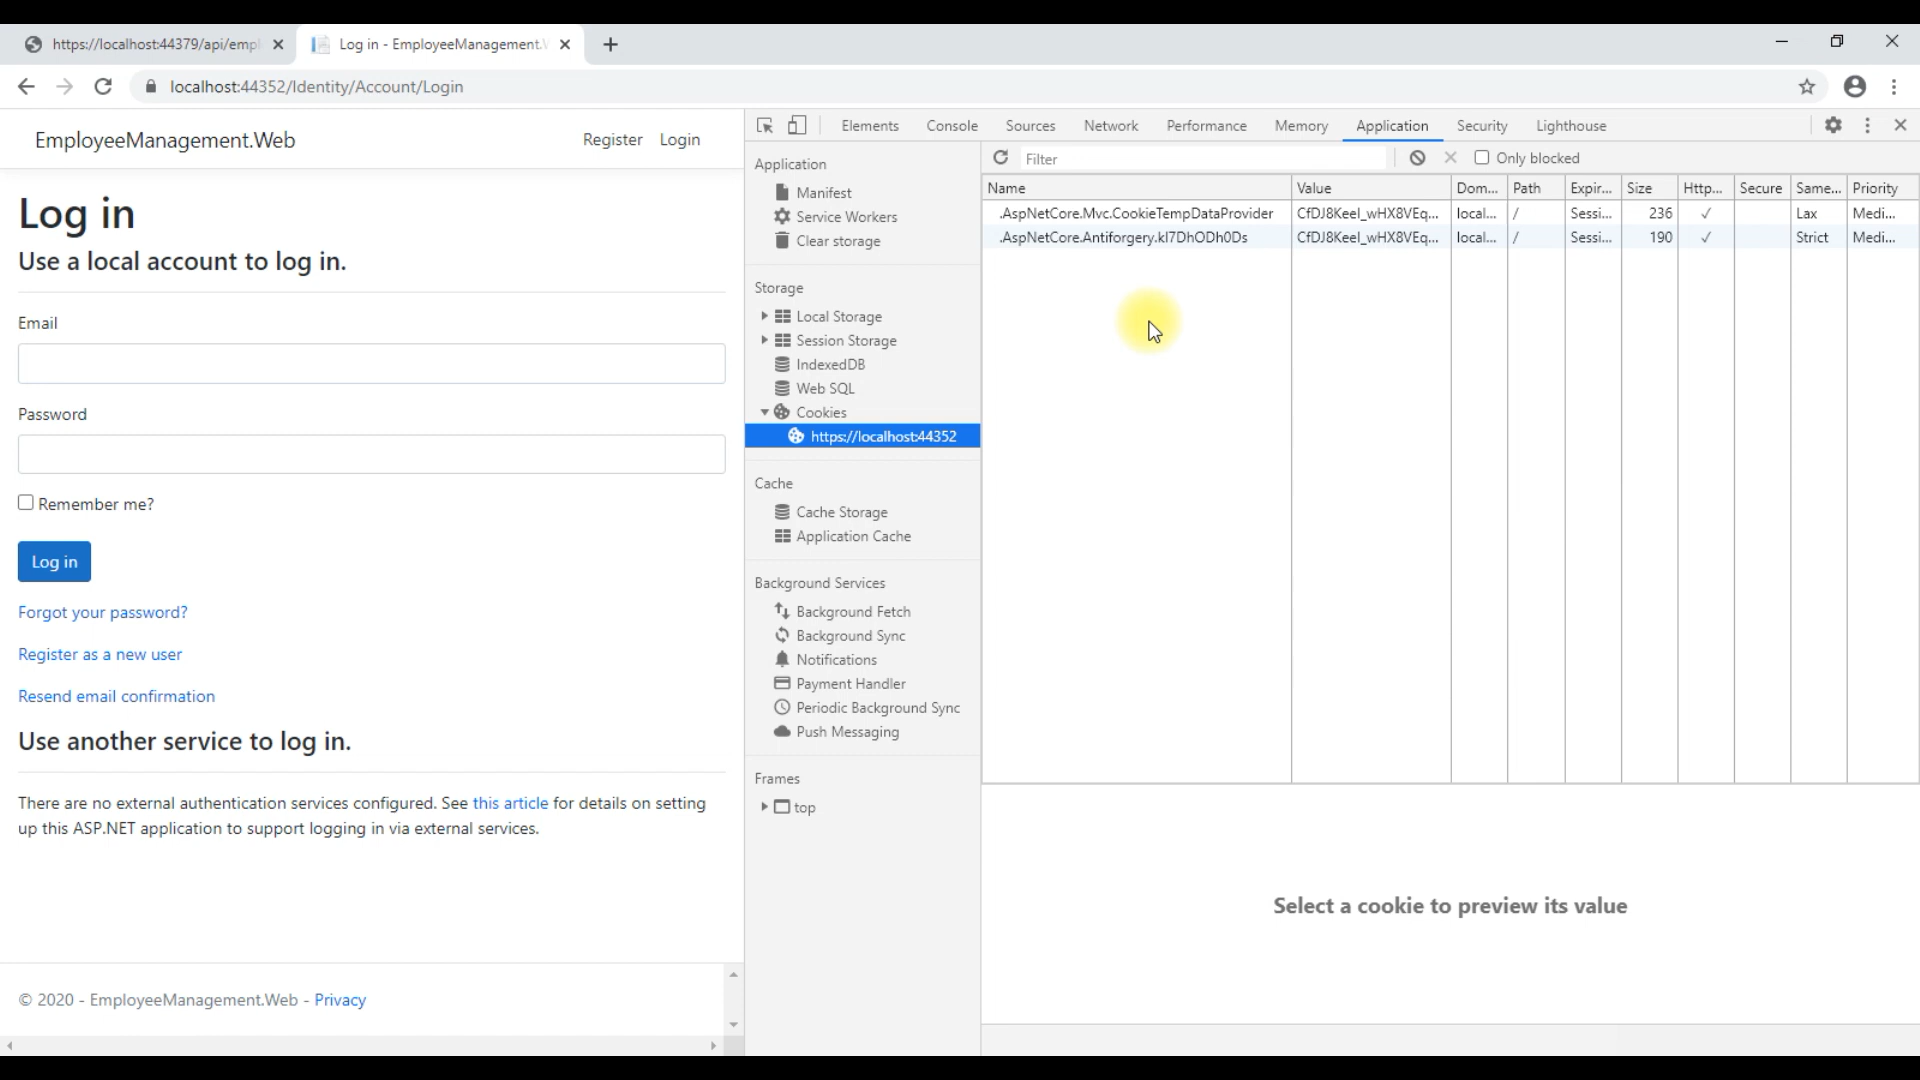 https://localhost:44379/api/empl
Log in - EmployeeManagement.W
localhost:44352/Identity/Account/Login
EmployeeManagement.Web
Register Login
Log in
Use a local account to log in.
Email
Password
Remember me?
Log in
Forgot your password?
Register as a new user
Resend email confirmation
Use another service to log in.
There are no external authentication services configured. See this article for details on setting
up this ASP.NET application to support logging in via external services.
© 2020 - EmployeeManagement.Web - Privacy
Elements Console Sources Network Performance Memory Application Security Lighthouse
Application
Manifest
Service Workers
Clear storage
Storage
Local Storage
Session Storage
IndexedDB
Web SQL
Cookies
https://localhost:44352
Cache
Cache Storage
Application Cache
Background Services
Background Fetch
Background Sync
Notifications
Payment Handler
Periodic Background Sync
Push Messaging
Frames
top
Filter
Only blocked
Name Value Dom... Path Expir... Size Http... Secure Same... Priority
.AspNetCore.Mvc.CookieTempDataProvider CfDJ8KeeI_wHX8VEq... local... / Sessi... 236 ✓ Lax Medi...
.AspNetCore.Antiforgery.kI7DhODh0Ds CfDJ8KeeI_wHX8VEq... local... / Sessi... 190 ✓ Strict Medi...
Select a cookie to preview its value